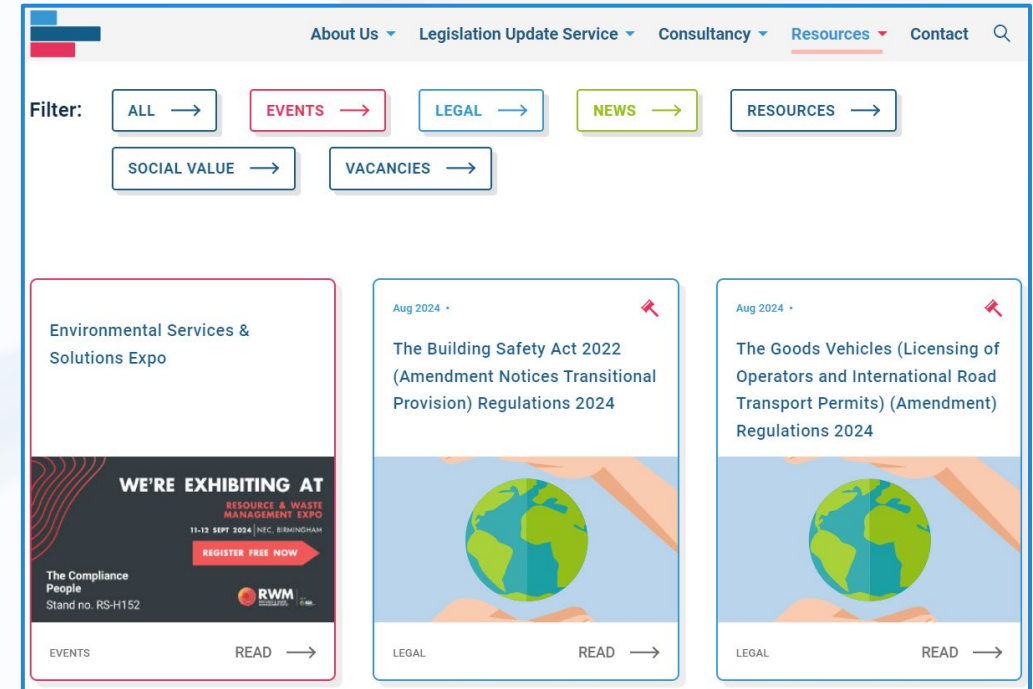 About Us Legislation Update Service Consultancy Resources Contact
Filter: ALL EVENTS LEGAL NEWS RESOURCES
SOCIAL VALUE VACANCIES
Environmental Services &
Solutions Expo
WE'RE EXHIBITING AT
RESOURCE & WASTE
MANAGEMENT EXPO
11-12 SEPT 2024 | NEC, BIRMINGHAM
REGISTER FREE NOW
The Compliance
People
Stand no. RS-H152
RWM
EVENTS READ
Aug 2024 •
The Building Safety Act 2022
(Amendment Notices Transitional
Provision) Regulations 2024
LEGAL READ
Aug 2024 •
The Goods Vehicles (Licensing of
Operators and International Road
Transport Permits) (Amendment)
Regulations 2024
LEGAL READ